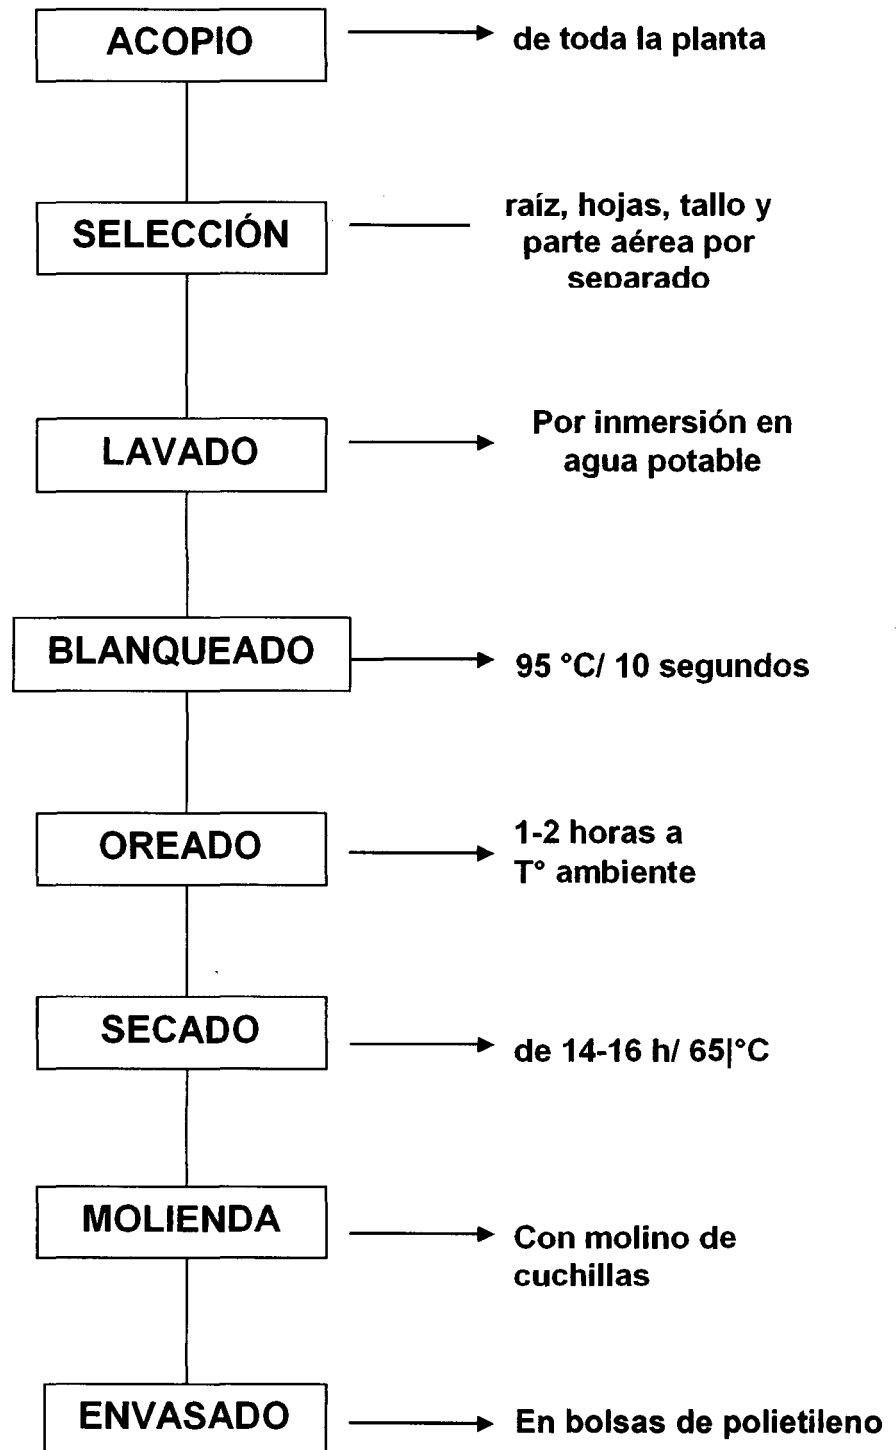 ACOPIO
de toda la planta
SELECCIÓN
raíz, hojas, tallo y
parte aérea por
separado
LAVADO
Por inmersión en
agua potable
BLANQUEADO
95 °C/ 10 segundos
OREADO
1-2 horas a
T° ambiente
SECADO
de 14-16 h/ 65|°C
MOLIENDA
Con molino de
cuchillas
ENVASADO
En bolsas de polietileno